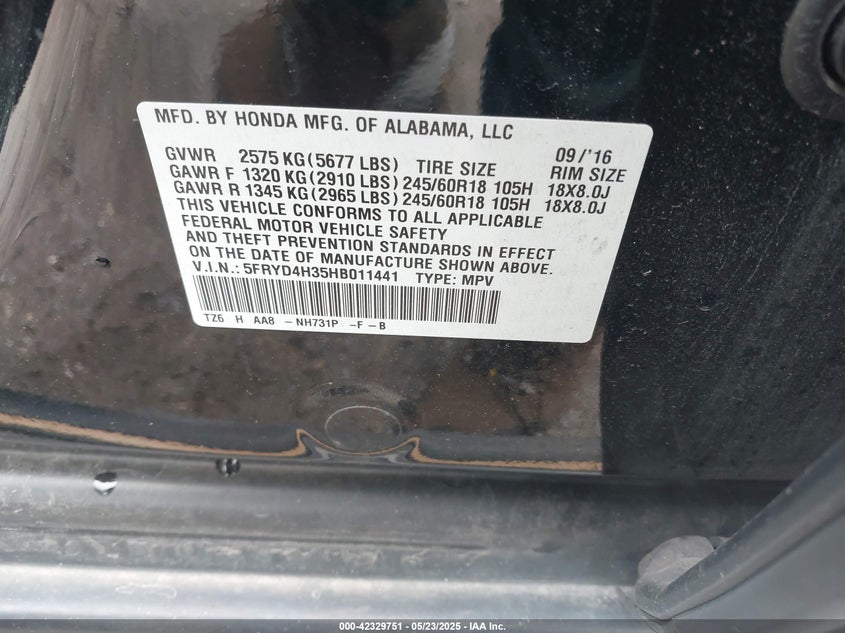 MFD. BY HONDA MFG. OF ALABAMA, LLC
09/'16
GVWR 2575 KG(5677 LBS) TIRE SIZE RIM SIZE
GAWR F 1320 KG(2910 LBS)245/60R18 105H 18X8.0J
GAWR R 1345 KG(2965 LBS)245/60R18 105H 18X8.0J
THIS VEHICLE CONFORMS TO ALL APPLICABLE
FEDERAL MOTOR VEHICLE SAFETY
AND THEFT PREVENTION STANDARDS IN EFFECT
ON THE DATE OF MANUFACTURE SHOWN ABOVE.
V.I.N.: 5FRYD4H35HB011441 TYPE: MPV
TZ6 H AA8 -NH731P -F-B
000-42329751 — 05/23/2025 — IAA Inc.